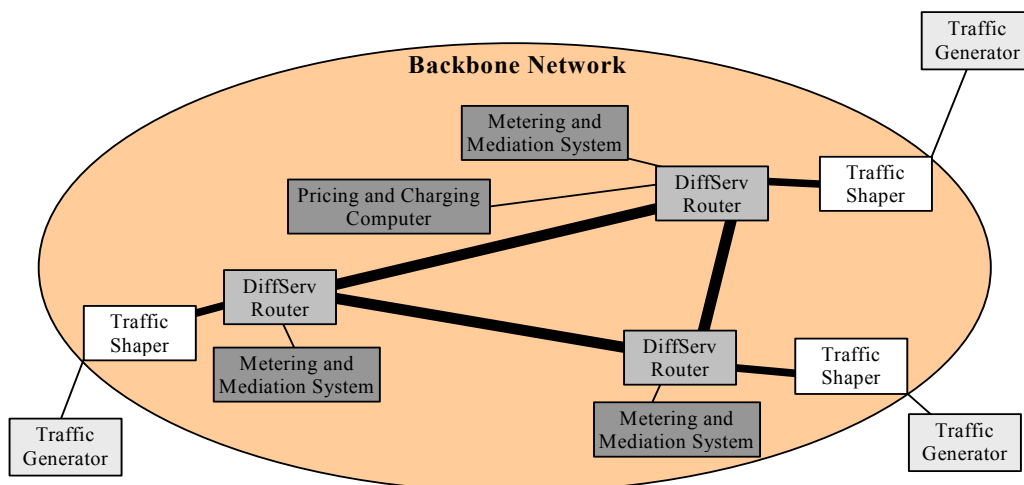 Traffic
Generator
Backbone Network
Metering and
Mediation System
DiffServ
Router
Traffic
Shaper
Pricing and Charging
Computer
DiffServ
Router
Traffic
Shaper
Metering and
Mediation System
DiffServ
Router
Traffic
Shaper
Metering and
Mediation System
Traffic
Generator
Traffic
Generator